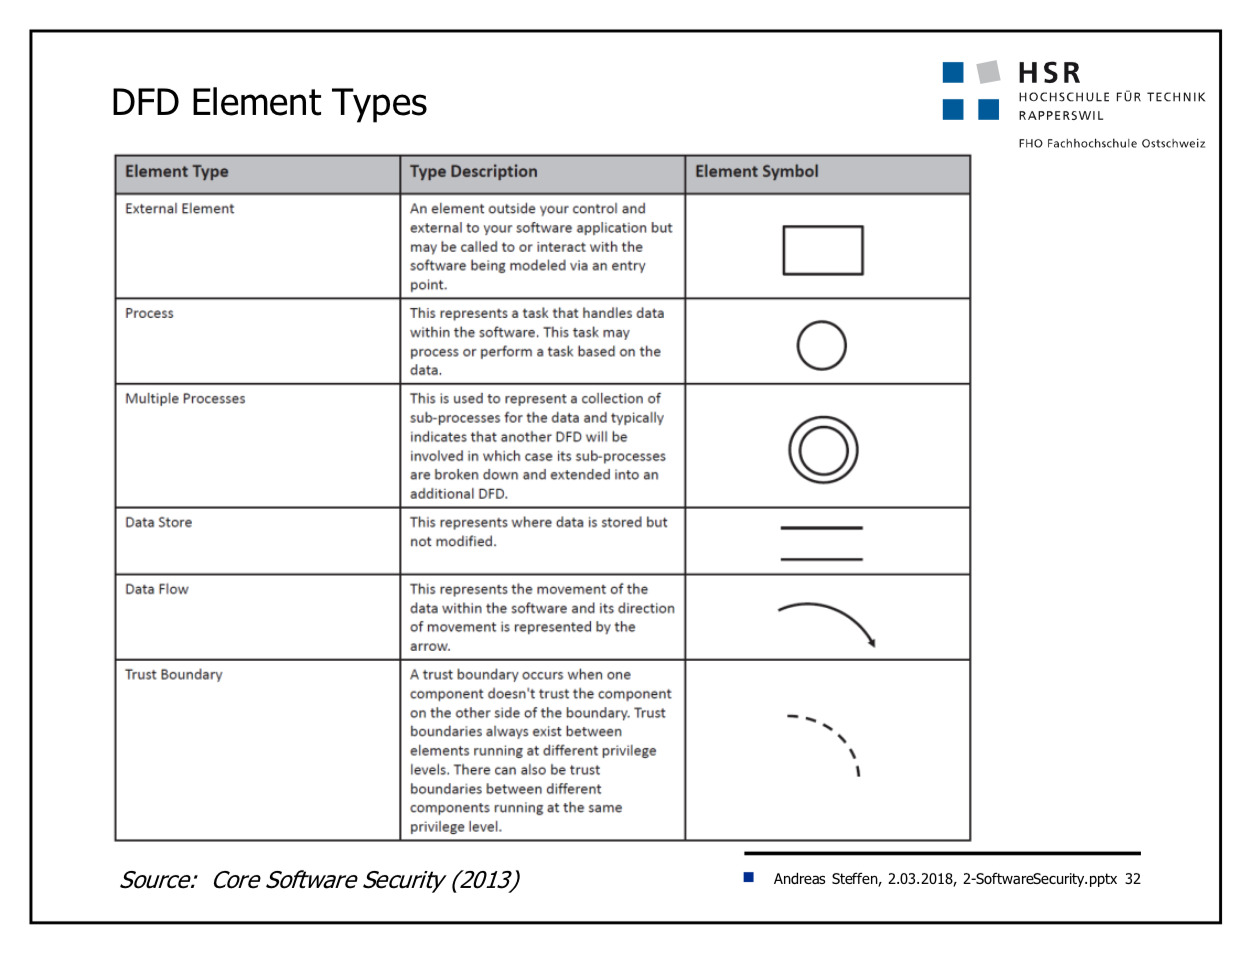 DFD Element Types
HSR
HOCHSCHULE FÜR TECHNIK
RAPPERSWIL
FHO Fachhochschule Ostschweiz
Element Type
Type Description
Element Symbol
External Element
An element outside your control and
external to your software application but
may be called to or interact with the
software being modeled via an entry
point.
Process
This represents a task that handles data
within the software. This task may
process or perform a task based on the
data.
Multiple Processes
This is used to represent a collection of
sub-processes for the data and typically
indicates that another DFD will be
involved in which case its sub-processes
are broken down and extended into an
additional DFD.
Data Store
This represents where data is stored but
not modified.
Data Flow
This represents the movement of the
data within the software and its direction
of movement is represented by the
arrow.
Trust Boundary
A trust boundary occurs when one
component doesn't trust the component
on the other side of the boundary. Trust
boundaries always exist between
elements running at different privilege
levels. There can also be trust
boundaries between different
components running at the same
privilege level.
Source: Core Software Security (2013)
Andreas Steffen, 2.03.2018, 2-SoftwareSecurity.pptx 32